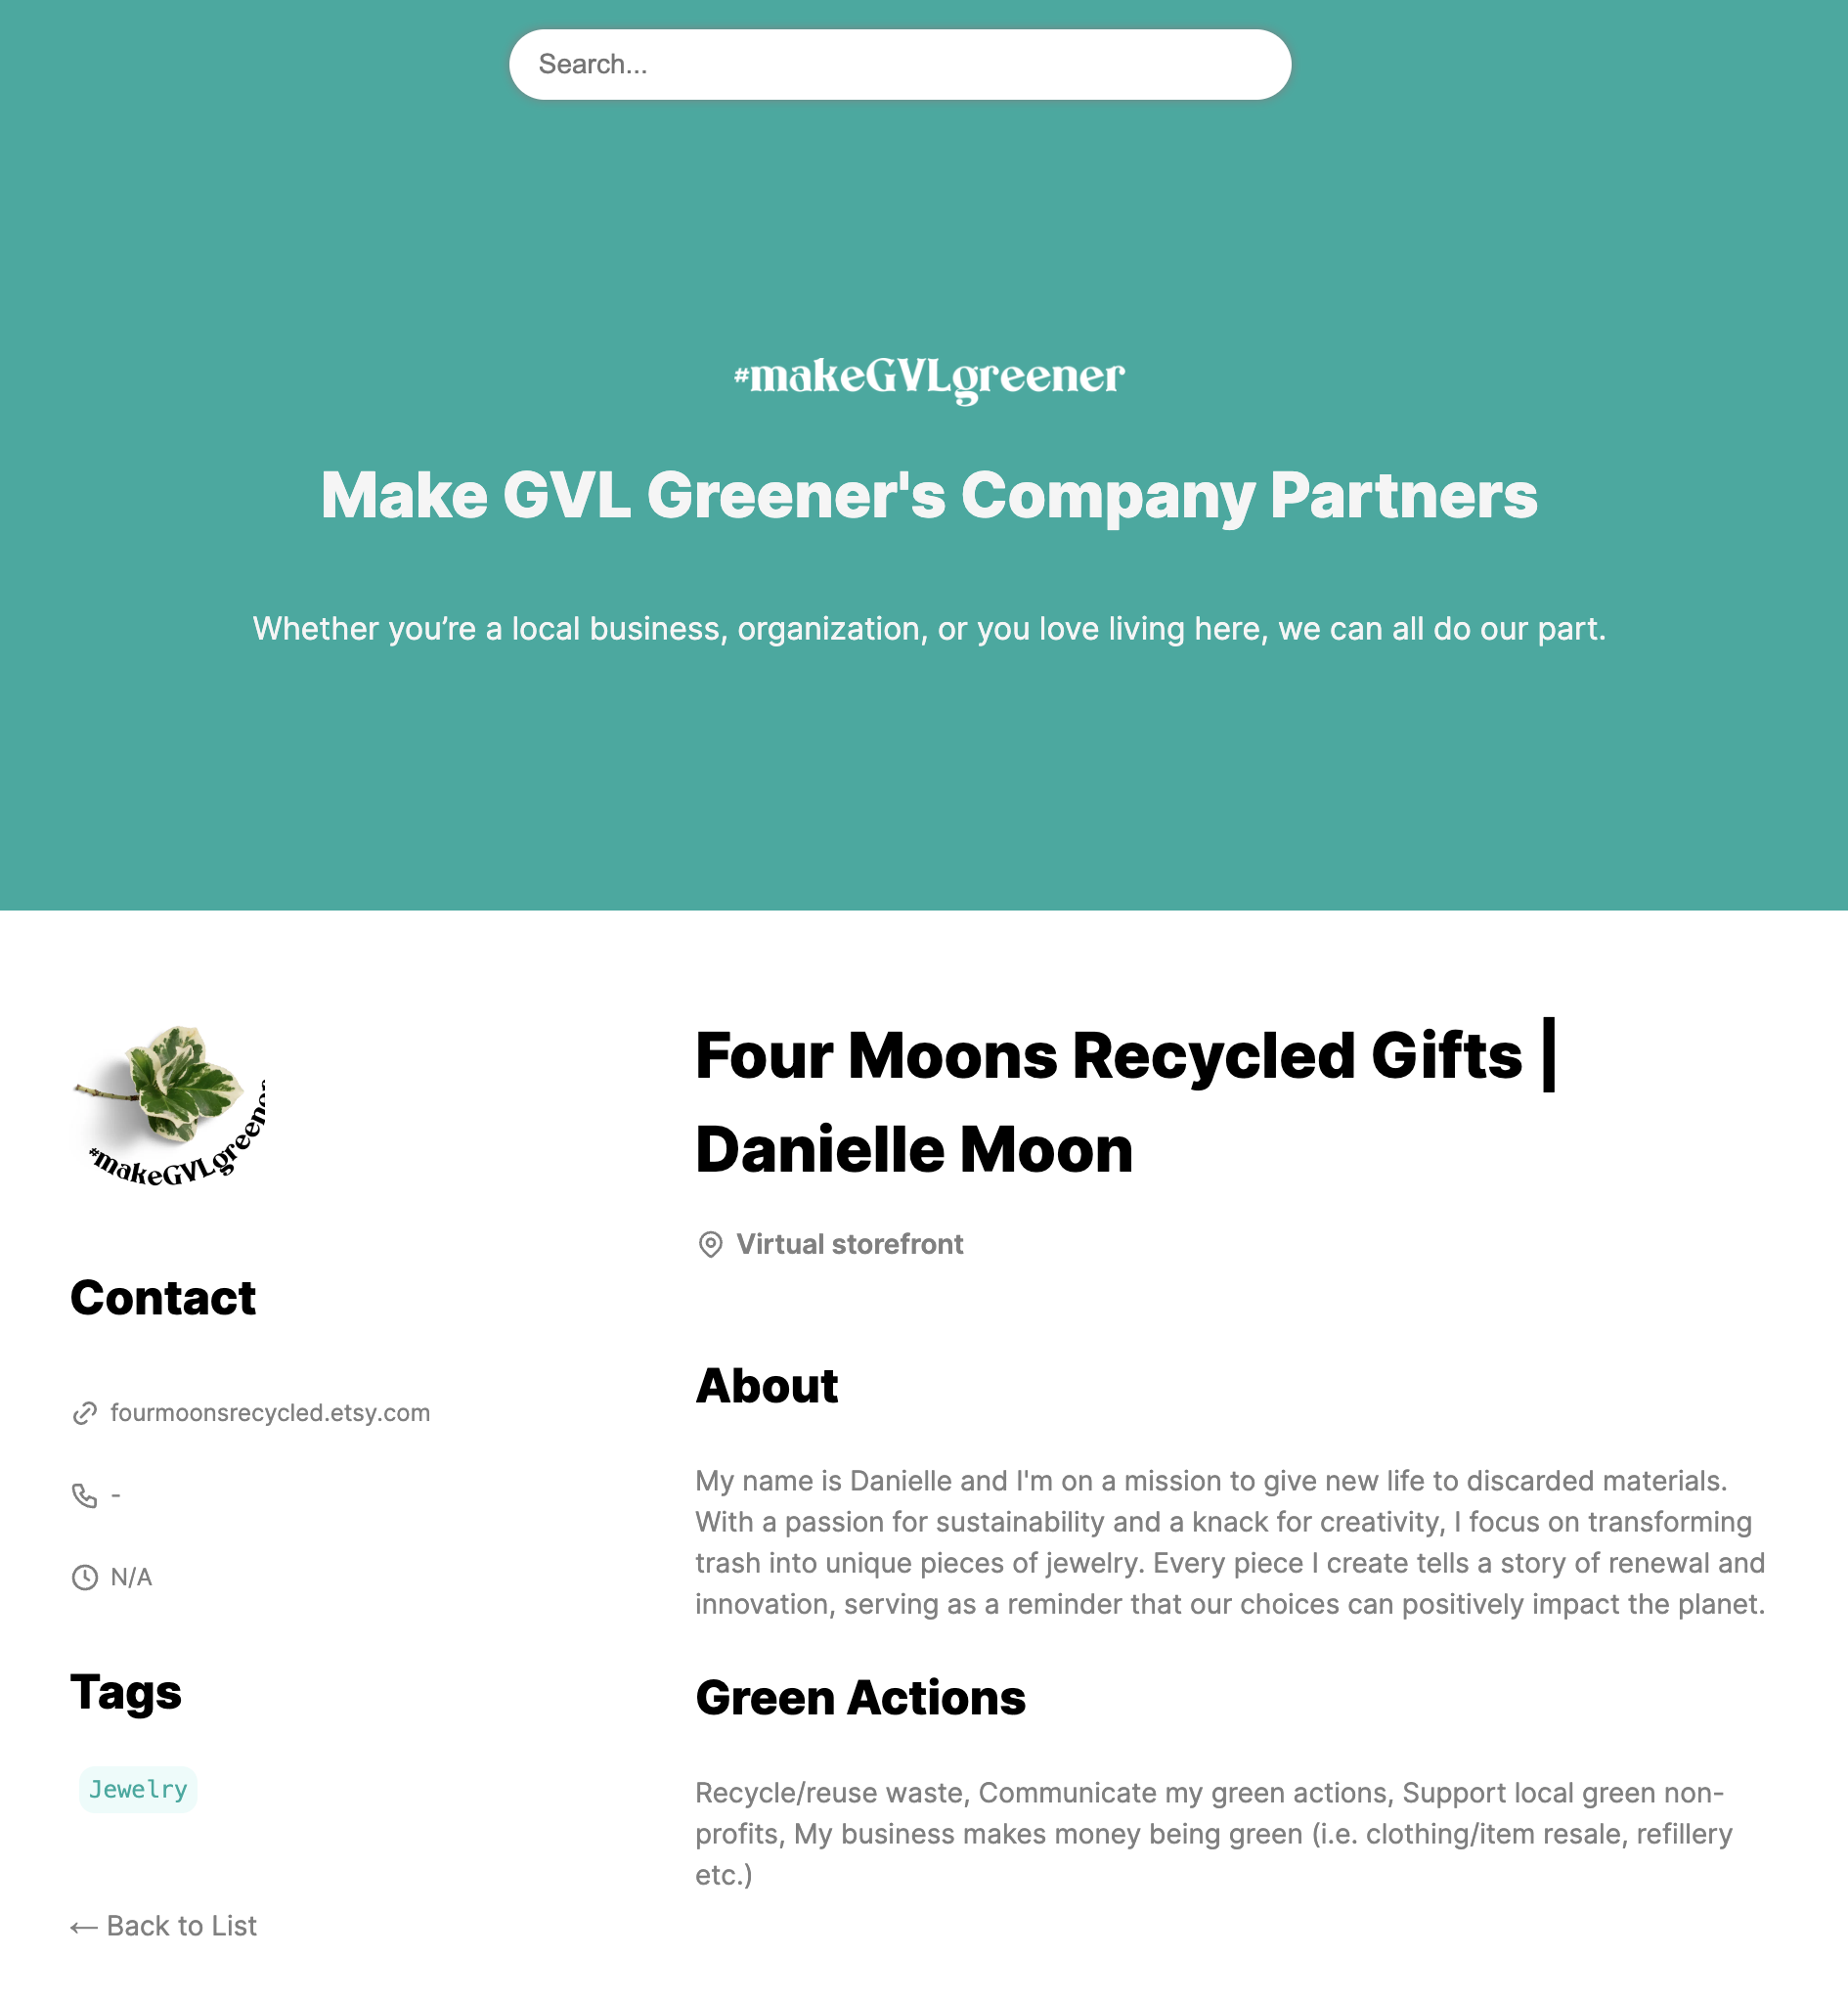 Search...
#makeGVLgreener
Make GVL Greener's Company Partners
Whether you’re a local business, organization, or you love living here, we can all do our part.
#makeGVLgreener
Contact
fourmoonsrecycled.etsy.com
-
N/A
Tags
Jewelry
← Back to List
Four Moons Recycled Gifts |
Danielle Moon
Virtual storefront
About
My name is Danielle and I'm on a mission to give new life to discarded materials.
With a passion for sustainability and a knack for creativity, I focus on transforming
trash into unique pieces of jewelry. Every piece I create tells a story of renewal and
innovation, serving as a reminder that our choices can positively impact the planet.
Green Actions
Recycle/reuse waste, Communicate my green actions, Support local green non-
profits, My business makes money being green (i.e. clothing/item resale, refillery
etc.)